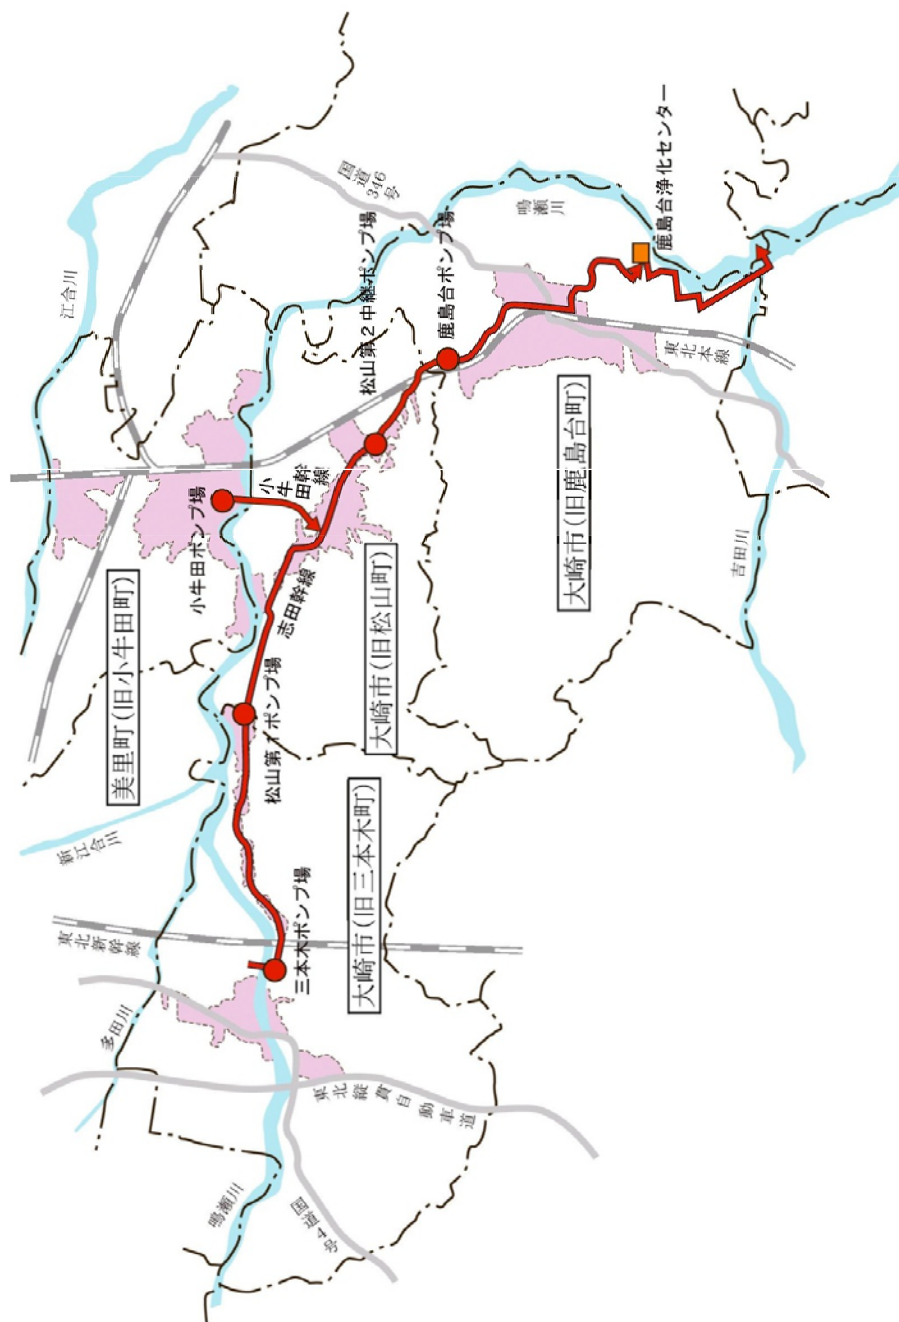 江合川
国道346号
鳴瀬川
鹿島台浄化センター
松山第2中継ポンプ場
鹿島台ポンプ場
東北本線
小牛田ポンプ場
小牛田幹線
志田幹線
美里町(旧小牛田町)
大崎市(旧松山町)
大崎市(旧鹿島台町)
吉田川
松山第1ポンプ場
新江合川
大崎市(旧三本木町)
東北新幹線
三本木ポンプ場
多田川
東北縦貫自動車道
鳴瀬川
国道4号